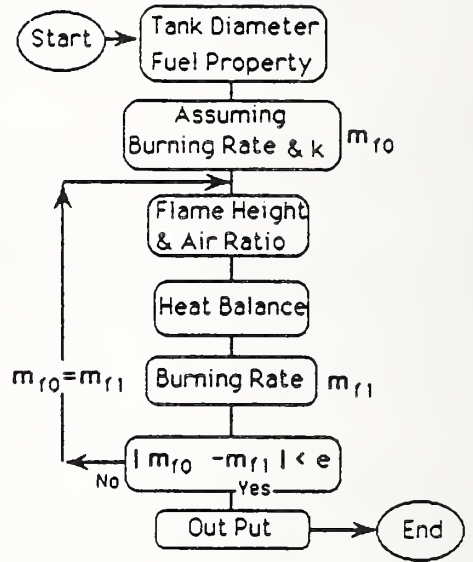 Start
Tank Diameter
Fuel Property
Assuming
Burning Rate & k
m_f0
Flame Height
& Air Ratio
Heat Balance
m_f0=m_f1
Burning Rate
m_f1
| m_f0 -m_f1 | < e
No
Yes
Out Put
End